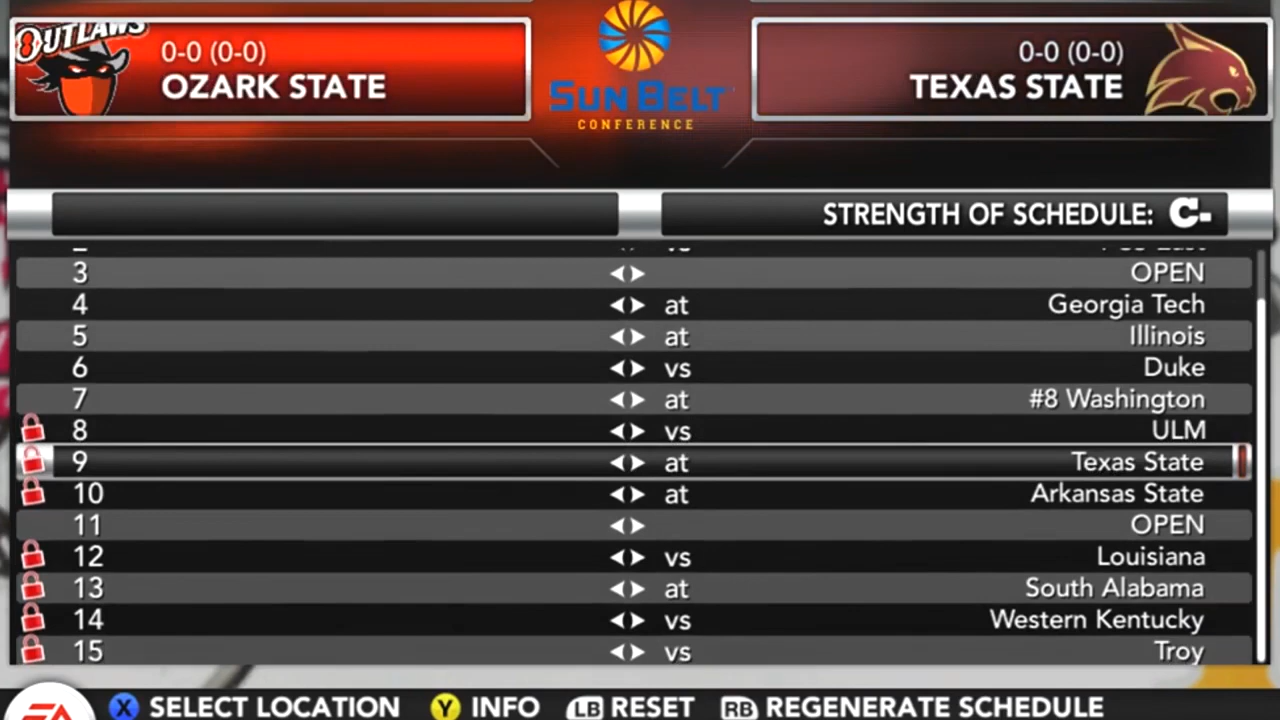 OUTLAWS
0-0 (0-0)
OZARK STATE
SUN BELT
CONFERENCE
0-0 (0-0)
TEXAS STATE
STRENGTH OF SCHEDULE: C-
3 OPEN
4 at Georgia Tech
5 at Illinois
6 vs Duke
7 at #8 Washington
8 vs ULM
9 at Texas State
10 at Arkansas State
11 OPEN
12 vs Louisiana
13 at South Alabama
14 vs Western Kentucky
15 vs Troy
EA
X SELECT LOCATION Y INFO LB RESET RB REGENERATE SCHEDULE